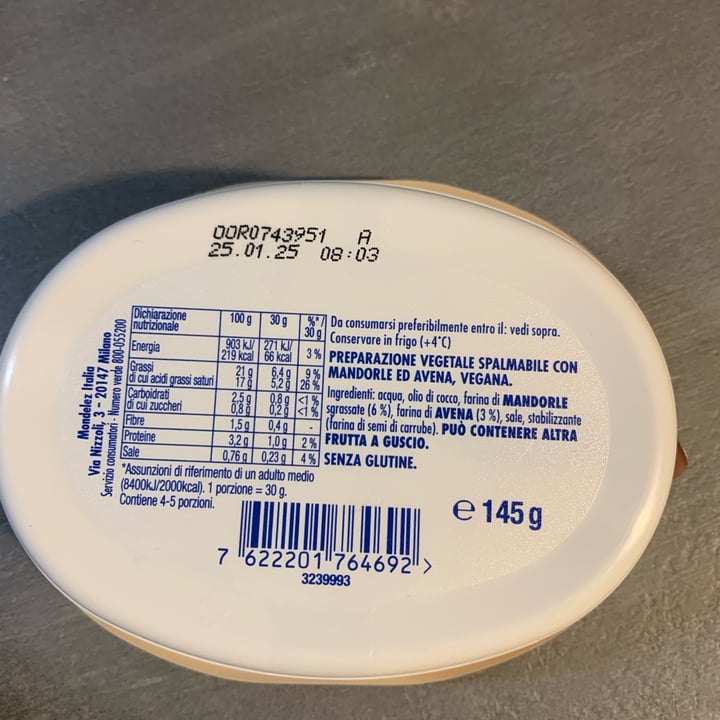 OOR0743951 A
25.01.25 08:03
Mondelez Italia
Via Nizzoli, 3 - 20147 Milano
Servizio consumatori - Numero verde 800-055200
Dichiarazione nutrizionale 100 g 30 g %*/ 30 g
Energia 903 kJ/ 219 kcal 271 kJ/ 66 kcal 3 %
Grassi 21 g 6,4 g 9 %
di cui acidi grassi saturi 17 g 5,2 g 26 %
Carboidrati 2,5 g 0,8 g <1 %
di cui zuccheri 0,8 g 0,2 g <1 %
Fibre 1,5 g 0,4 g -
Proteine 3,2 g 1,0 g 2 %
Sale 0,76 g 0,23 g 4 %
*Assunzioni di riferimento di un adulto medio
(8400kJ/2000kcal). 1 porzione = 30 g.
Contiene 4-5 porzioni.
Da consumarsi preferibilmente entro il: vedi sopra.
Conservare in frigo (+4°C)
PREPARAZIONE VEGETALE SPALMABILE CON
MANDORLE ED AVENA, VEGANA.
Ingredienti: acqua, olio di cocco, farina di MANDORLE
sgrassate (6 %), farina di AVENA (3 %), sale, stabilizzante
(farina di semi di carrube). PUÒ CONTENERE ALTRA
FRUTTA A GUSCIO.
SENZA GLUTINE.
℮ 145 g
7 622201 764692 >
3239993